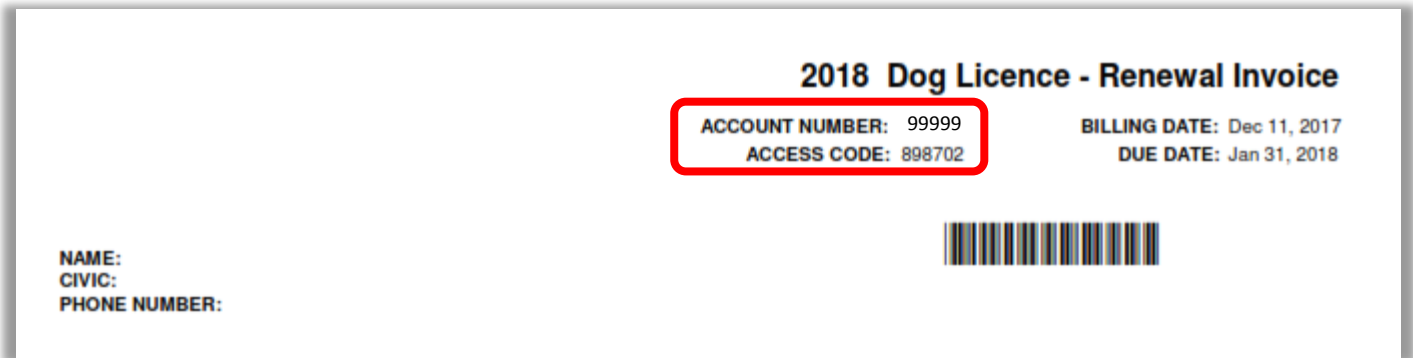 2018 Dog Licence - Renewal Invoice
ACCOUNT NUMBER: 99999 BILLING DATE: Dec 11, 2017
ACCESS CODE: 898702 DUE DATE: Jan 31, 2018
NAME:
CIVIC:
PHONE NUMBER: